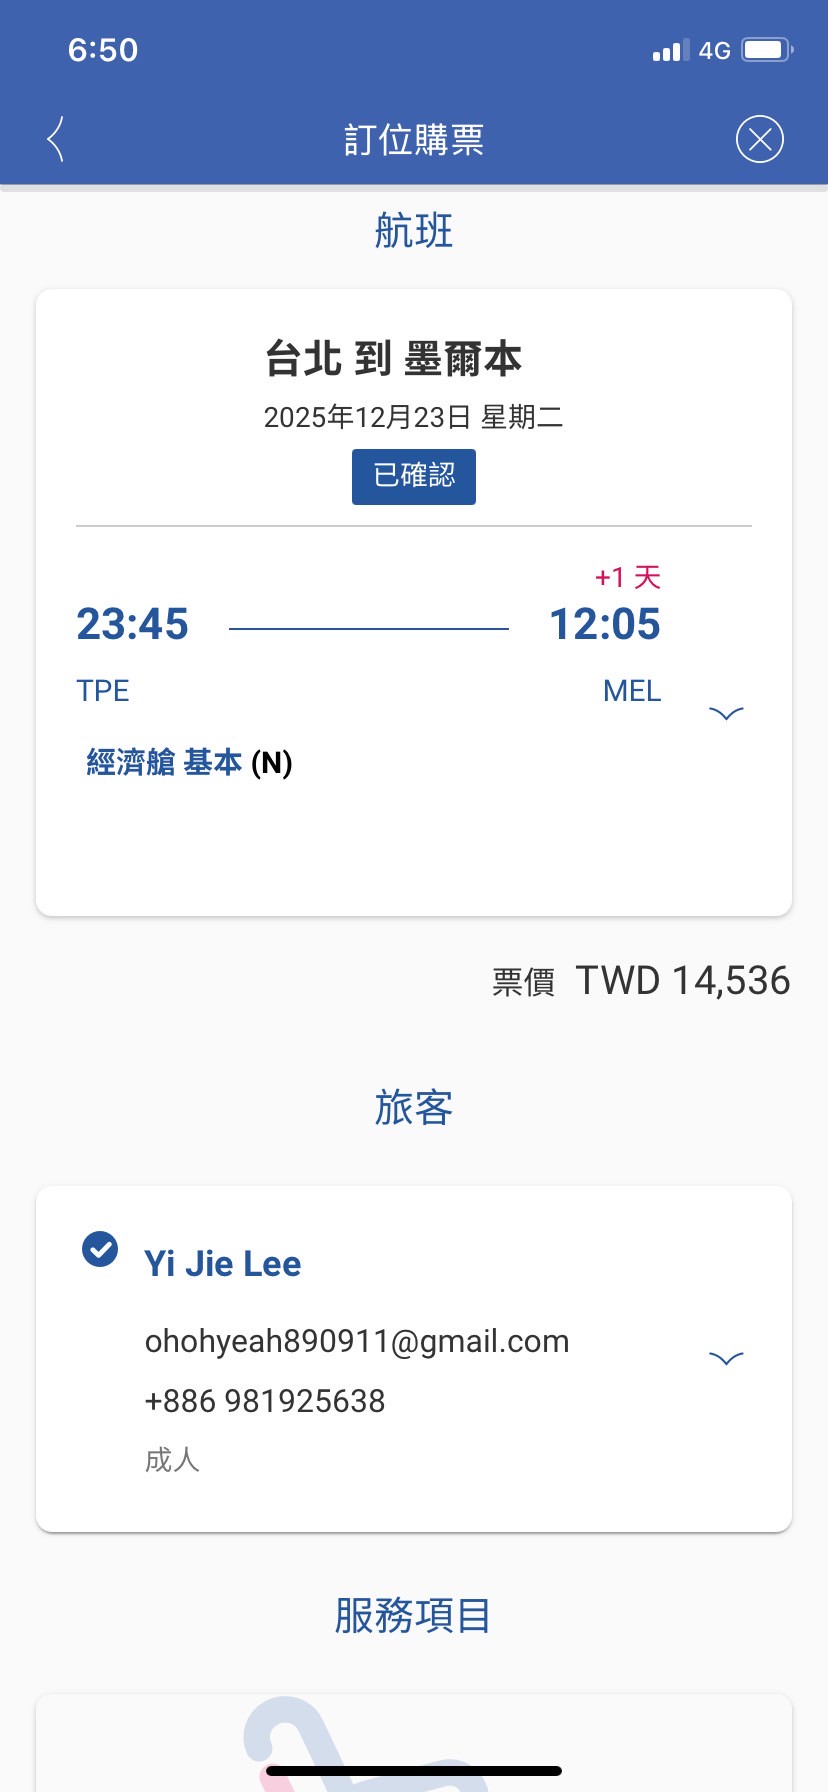 6:50
4G
訂位購票
航班
台北 到 墨爾本
2025年12月23日 星期二
已確認
+1 天
23:45
12:05
TPE
MEL
經濟艙 基本 (N)
票價 TWD 14,536
旅客
Yi Jie Lee
ohohyeah890911@gmail.com
+886 981925638
成人
服務項目